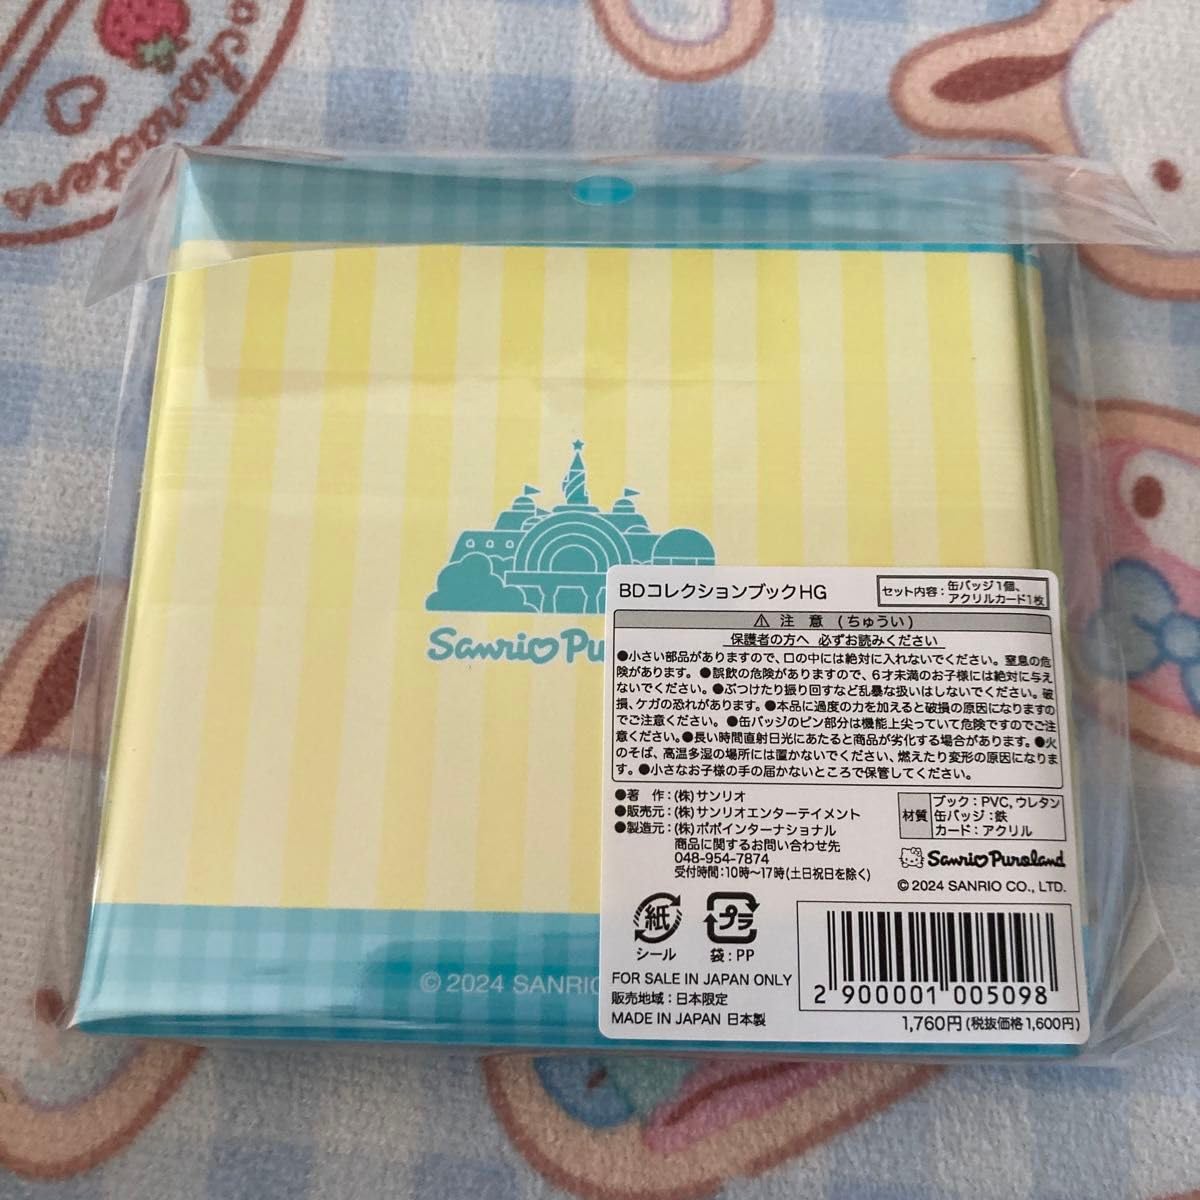 characters
Sanrio Pu
© 2024 SANRIO
BDコレクションブックHG
セット内容：缶バッジ1個、
アクリルカード1枚
⚠ 注 意 (ちゅうい)
保護者の方へ 必ずお読みください
●小さい部品がありますので、口の中には絶対に入れないでください。窒息の危
険があります。●誤飲の危険がありますので、6才未満のお子様には絶対に与え
ないでください。●ぶつけたり振り回すなど乱暴な扱いはしないでください。破
損、ケガの恐れがあります。●本品に過度の力を加えると破損の原因になりますの
でご注意ください。●缶バッジのピン部分は機能上尖っていて危険ですのでご注
意ください。●長い時間直射日光にあたると商品が劣化する場合があります。●火
のそば、高温多湿の場所には置かないでください、燃えたり変形の原因になりま
す。●小さなお子様の手の届かないところで保管してください。
●著　作：(株)サンリオ
●販売元：(株)サンリオエンターテイメント
●製造元：(株)ポポインターナショナル
商品に関するお問い合わせ先
048-954-7874
受付時間：10時〜17時(土日祝日を除く)
材質
ブック：PVC,ウレタン
缶バッジ：鉄
カード：アクリル
Sanrio Puroland
© 2024 SANRIO CO., LTD.
紙
シール
プラ
袋：PP
FOR SALE IN JAPAN ONLY
販売地域：日本限定
MADE IN JAPAN 日本製
2 900001 005098
1,760円(税抜価格1,600円)